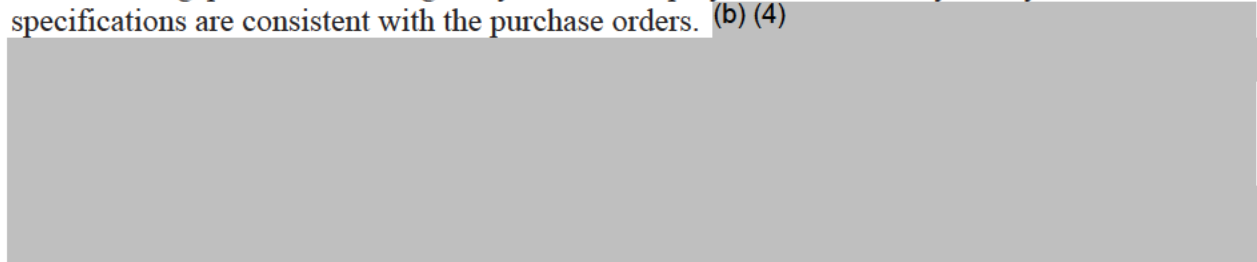 specifications are consistent with the purchase orders. (b) (4)